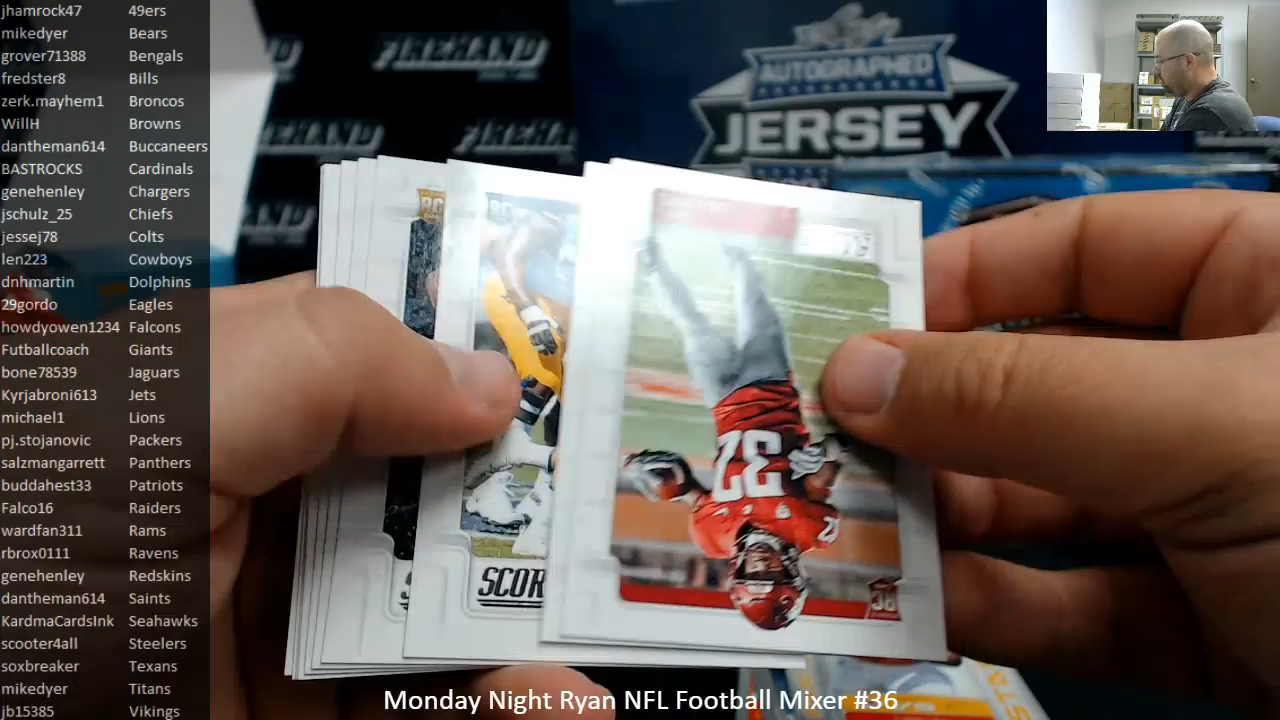 jhamrock47 49ers
mikedyer Bears
grover71388 Bengals
fredster8 Bills
zerk.mayhem1 Broncos
WillH Browns
dantheman614 Buccaneers
BASTROCKS Cardinals
genehenley Chargers
jschulz_25 Chiefs
jessej78 Colts
len223 Cowboys
dnhmartin Dolphins
29gordo Eagles
howdyowen1234 Falcons
Futballcoach Giants
bone78539 Jaguars
Kyrjabroni613 Jets
michael1 Lions
pj.stojanovic Packers
salzmangarrett Panthers
buddahest33 Patriots
Falco16 Raiders
wardfan311 Rams
rbrox0111 Ravens
genehenley Redskins
dantheman614 Saints
KardmaCardsInk Seahawks
scooter4all Steelers
soxbreaker Texans
mikedyer Titans
jb15385 Vikings
FIREHAND
AUTOGRAPHED
JERSEY
FIREHAND
RC
RC
32
SCOR
Monday Night Ryan NFL Football Mixer #36